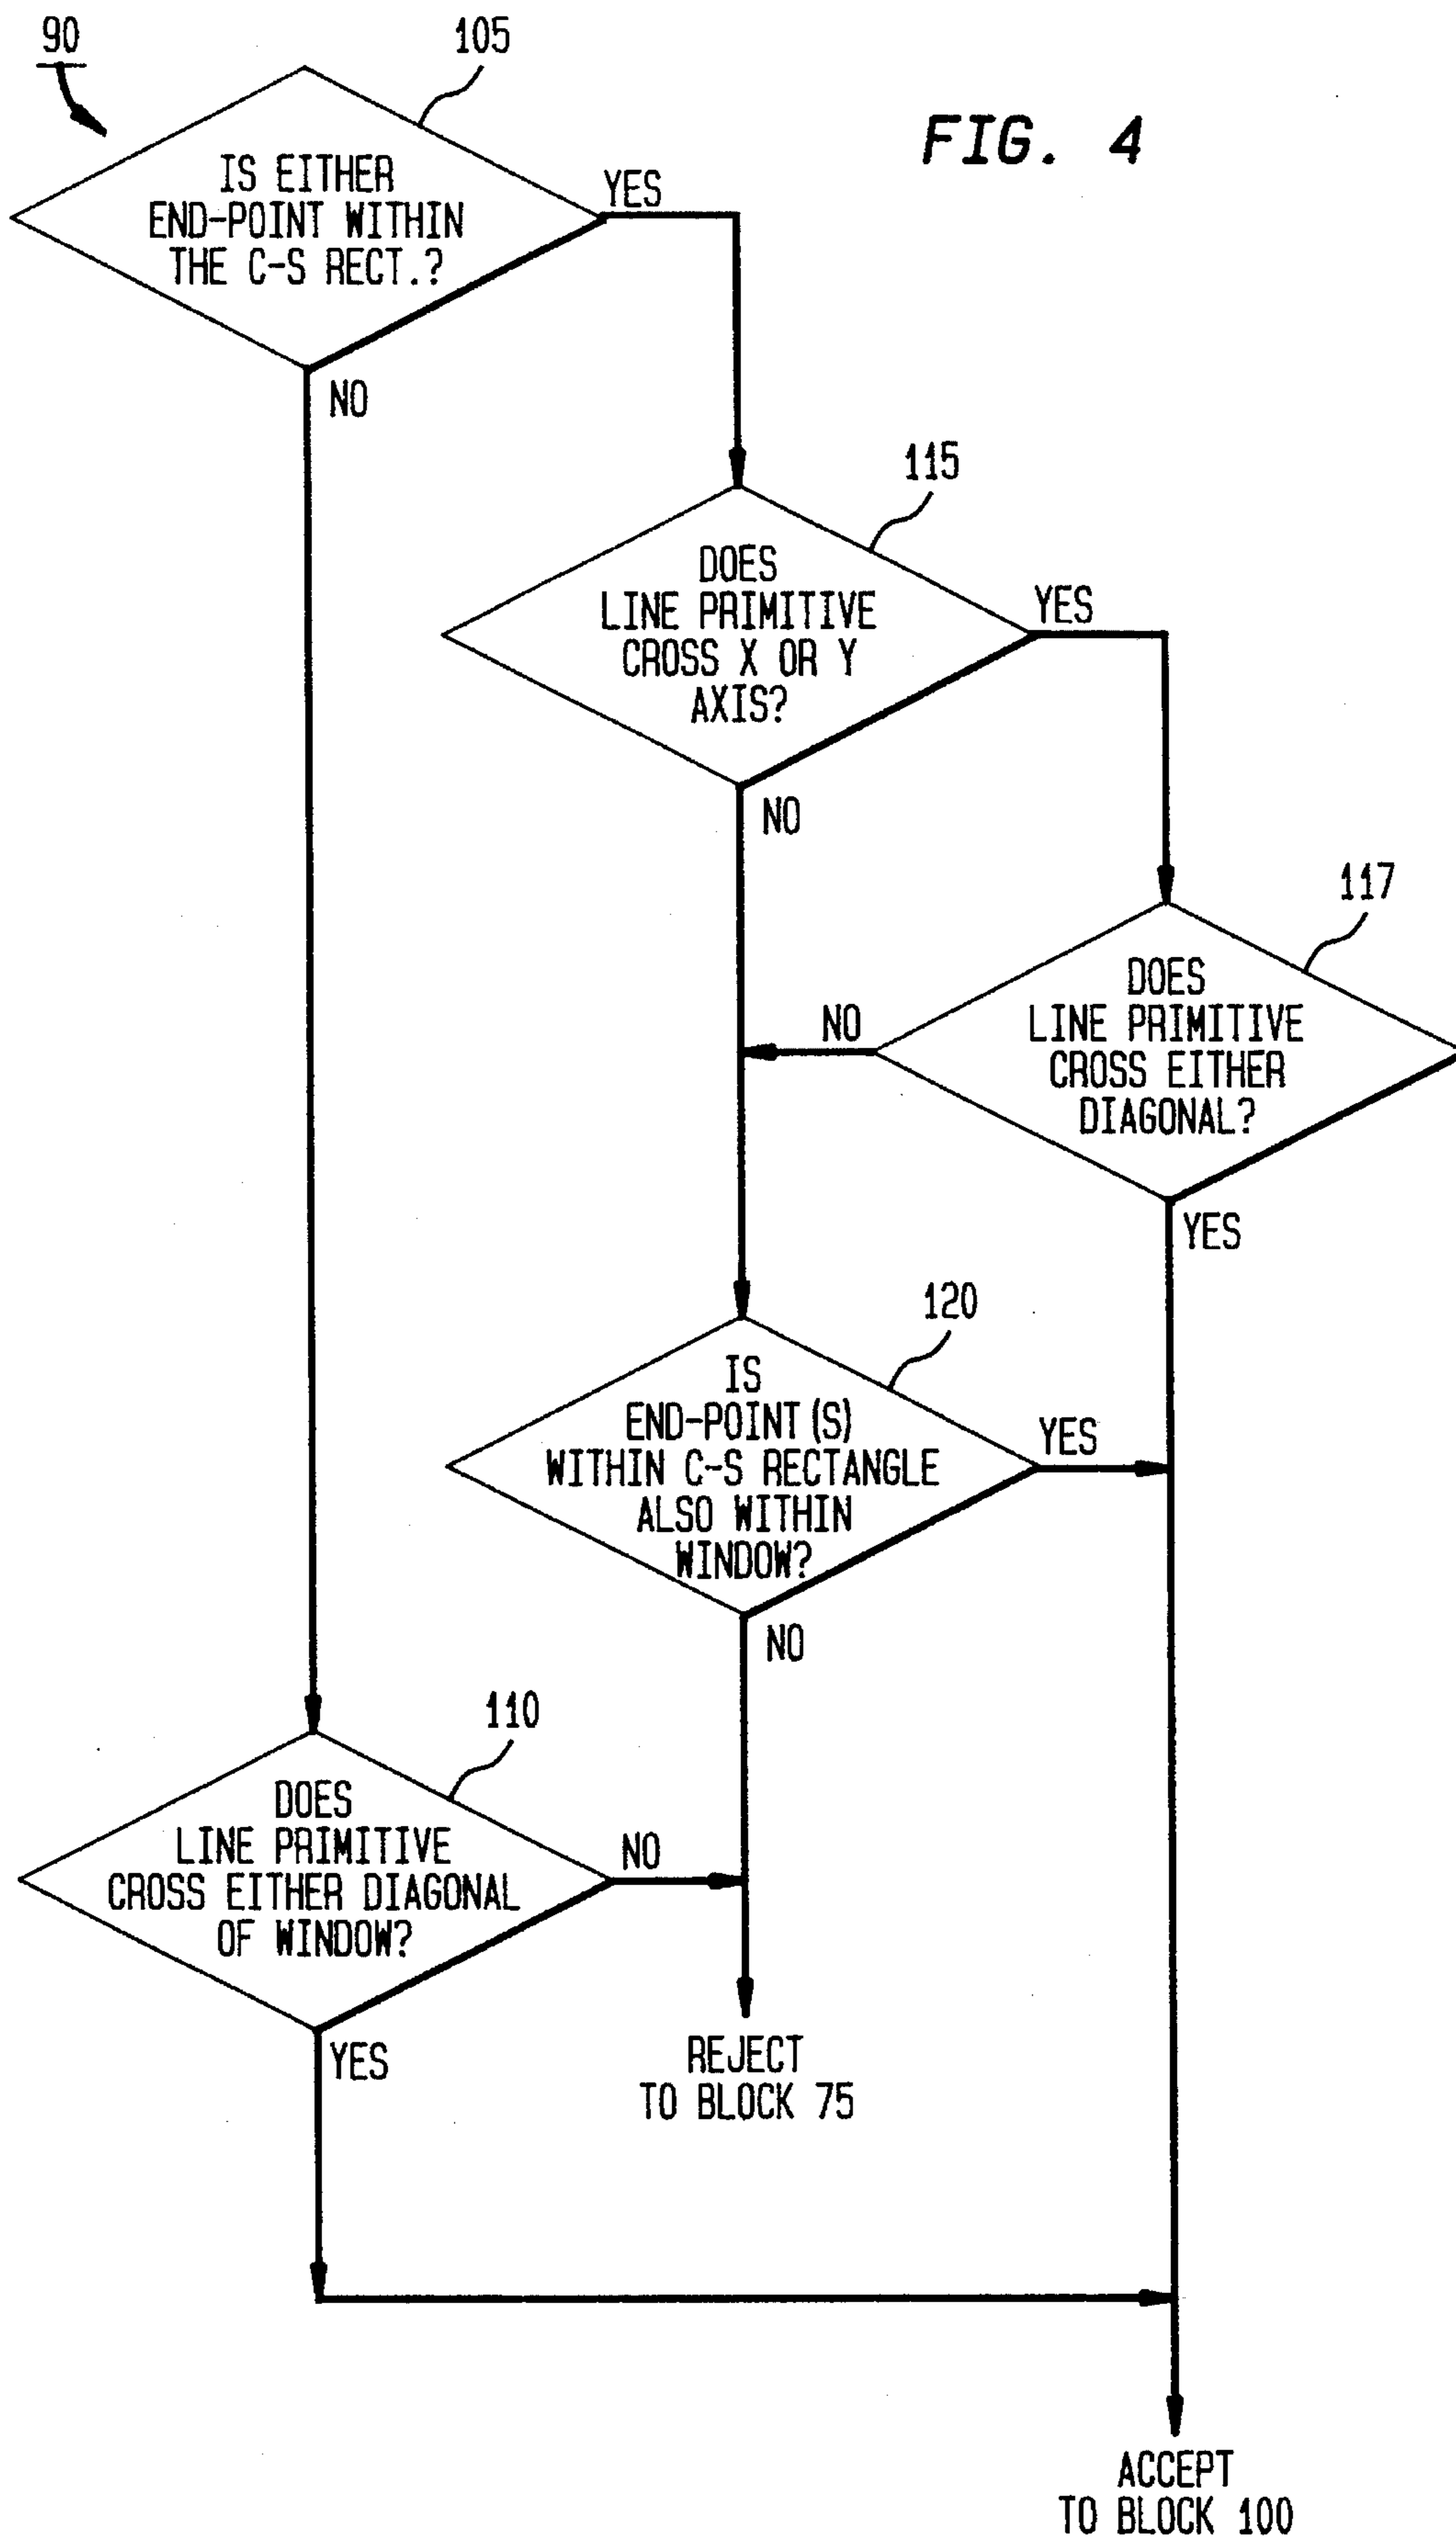 90
105
FIG. 4
IS EITHER
END-POINT WITHIN
THE C-S RECT.?
YES
NO
115
DOES
LINE PRIMITIVE
CROSS X OR Y
AXIS?
YES
NO
117
DOES
LINE PRIMITIVE
CROSS EITHER
DIAGONAL?
NO
YES
120
IS
END-POINT(S)
WITHIN C-S RECTANGLE
ALSO WITHIN
WINDOW?
YES
NO
110
DOES
LINE PRIMITIVE
CROSS EITHER DIAGONAL
OF WINDOW?
NO
YES
REJECT
TO BLOCK 75
ACCEPT
TO BLOCK 100